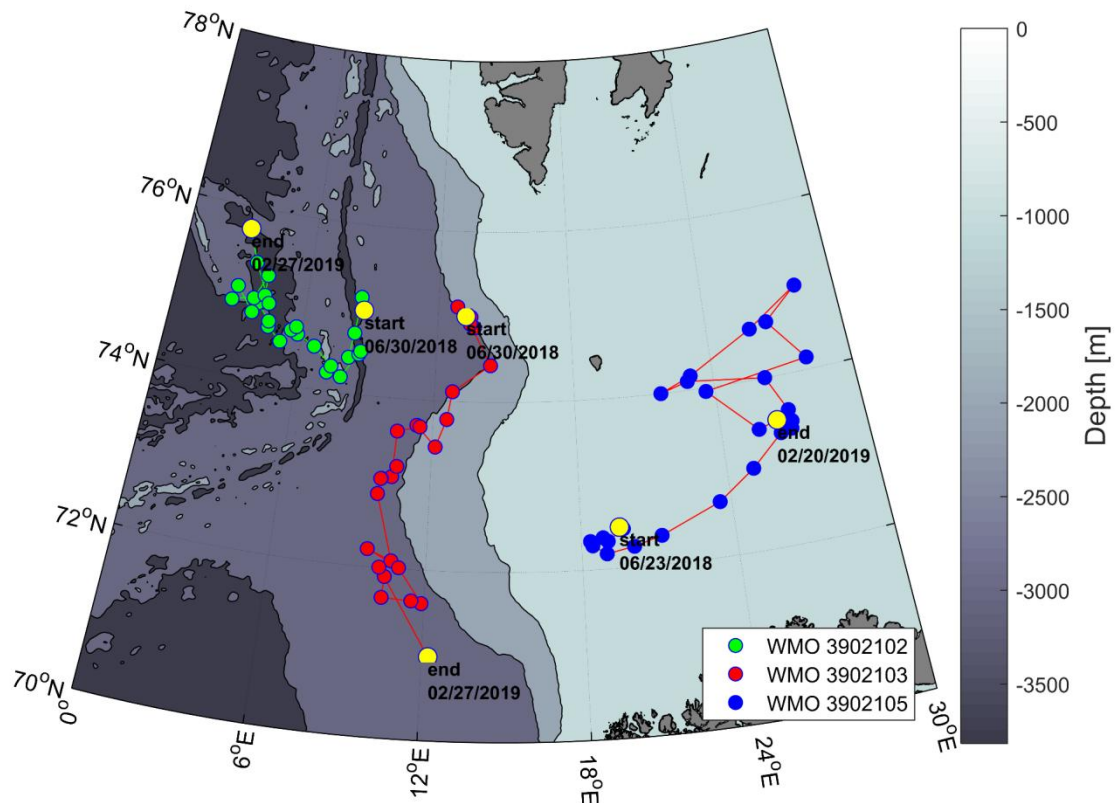 78°N
76°N
74°N
72°N
70°N
0°
6°E
12°E
18°E
24°E
30°E
end
02/27/2019
start
06/30/2018
start
06/30/2018
end
02/27/2019
end
02/20/2019
start
06/23/2018
WMO 3902102
WMO 3902103
WMO 3902105
0
-500
-1000
-1500
-2000
-2500
-3000
-3500
Depth [m]